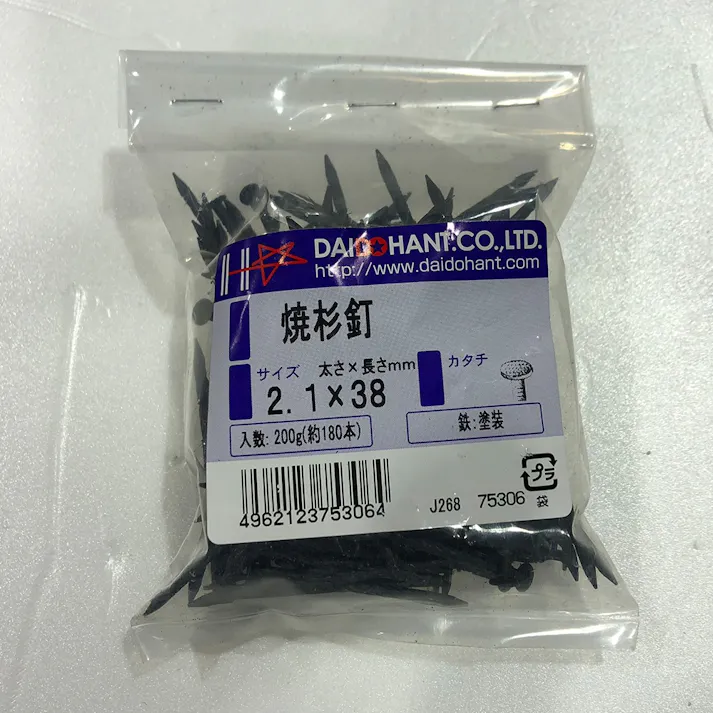 DAIDOHANT.CO.,LTD.
http://www.daidohant.com
焼杉釘
サイズ 太さ×長さmm
2.1×38
カタチ
入数: 200g(約180本)
鉄:塗装
4962123753064
J268 75306
プラ
袋